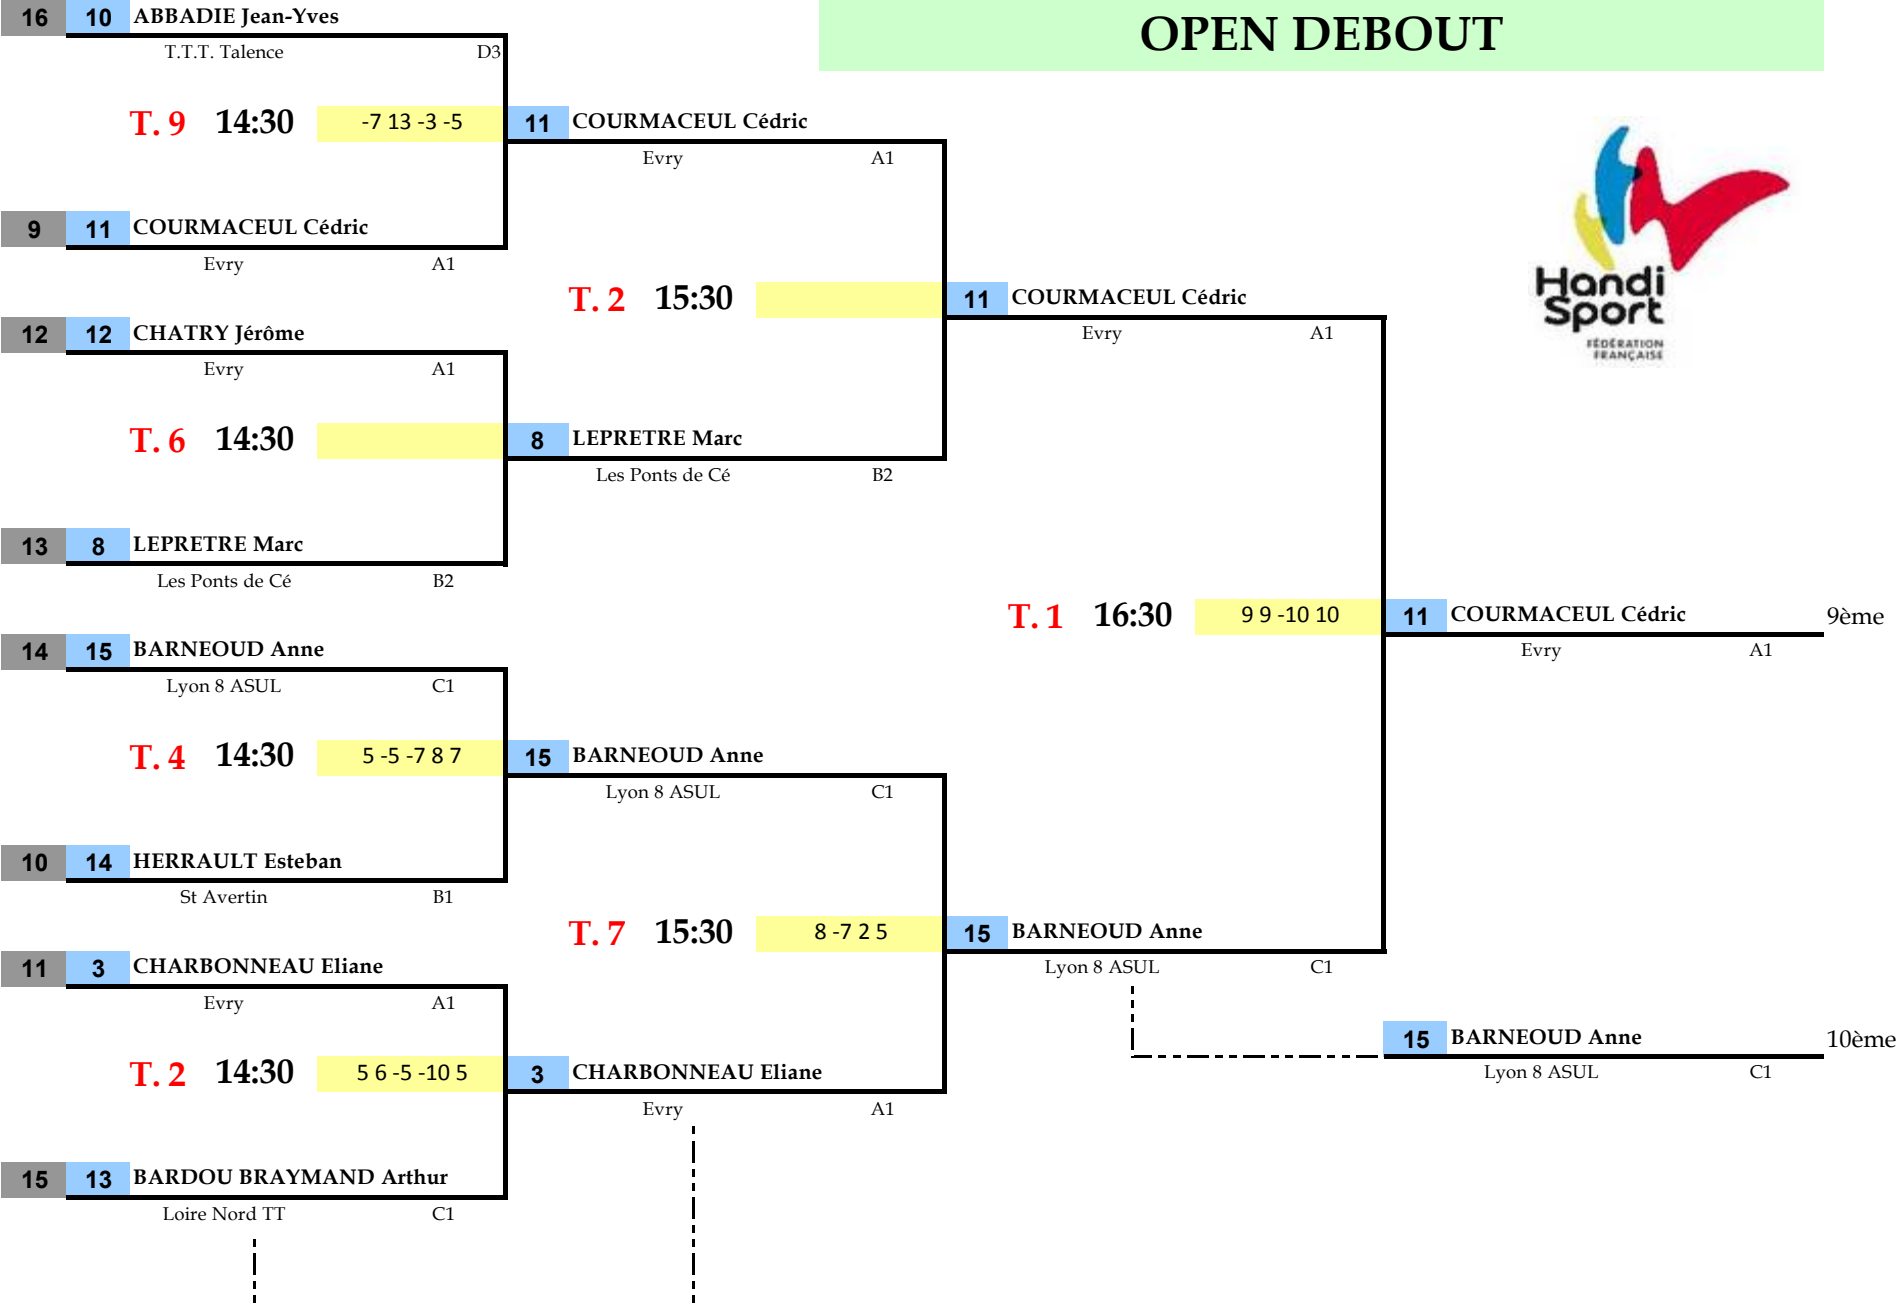 16 10 ABBADIE Jean-Yves
OPEN DEBOUT
T.T.T. Talence D3
T. 9 14:30 -7 13 -3 -5 11 COURMACEUL Cédric
Evry A1
9 11 COURMACEUL Cédric
Evry A1
Handi
Sport
FÉDÉRATION
FRANÇAISE
T. 2 15:30 11 COURMACEUL Cédric
Evry A1
12 12 CHATRY Jérôme
Evry A1
T. 6 14:30 8 LEPRETRE Marc
Les Ponts de Cé B2
13 8 LEPRETRE Marc
Les Ponts de Cé B2
T. 1 16:30 9 9 -10 10 11 COURMACEUL Cédric 9ème
Evry A1
14 15 BARNEOUD Anne
Lyon 8 ASUL C1
T. 4 14:30 5 -5 -7 8 7 15 BARNEOUD Anne
Lyon 8 ASUL C1
10 14 HERRAULT Esteban
St Avertin B1
T. 7 15:30 8 -7 2 5 15 BARNEOUD Anne
Lyon 8 ASUL C1
11 3 CHARBONNEAU Eliane
Evry A1
15 BARNEOUD Anne 10ème
Lyon 8 ASUL C1
T. 2 14:30 5 6 -5 -10 5 3 CHARBONNEAU Eliane
Evry A1
15 13 BARDOU BRAYMAND Arthur
Loire Nord TT C1